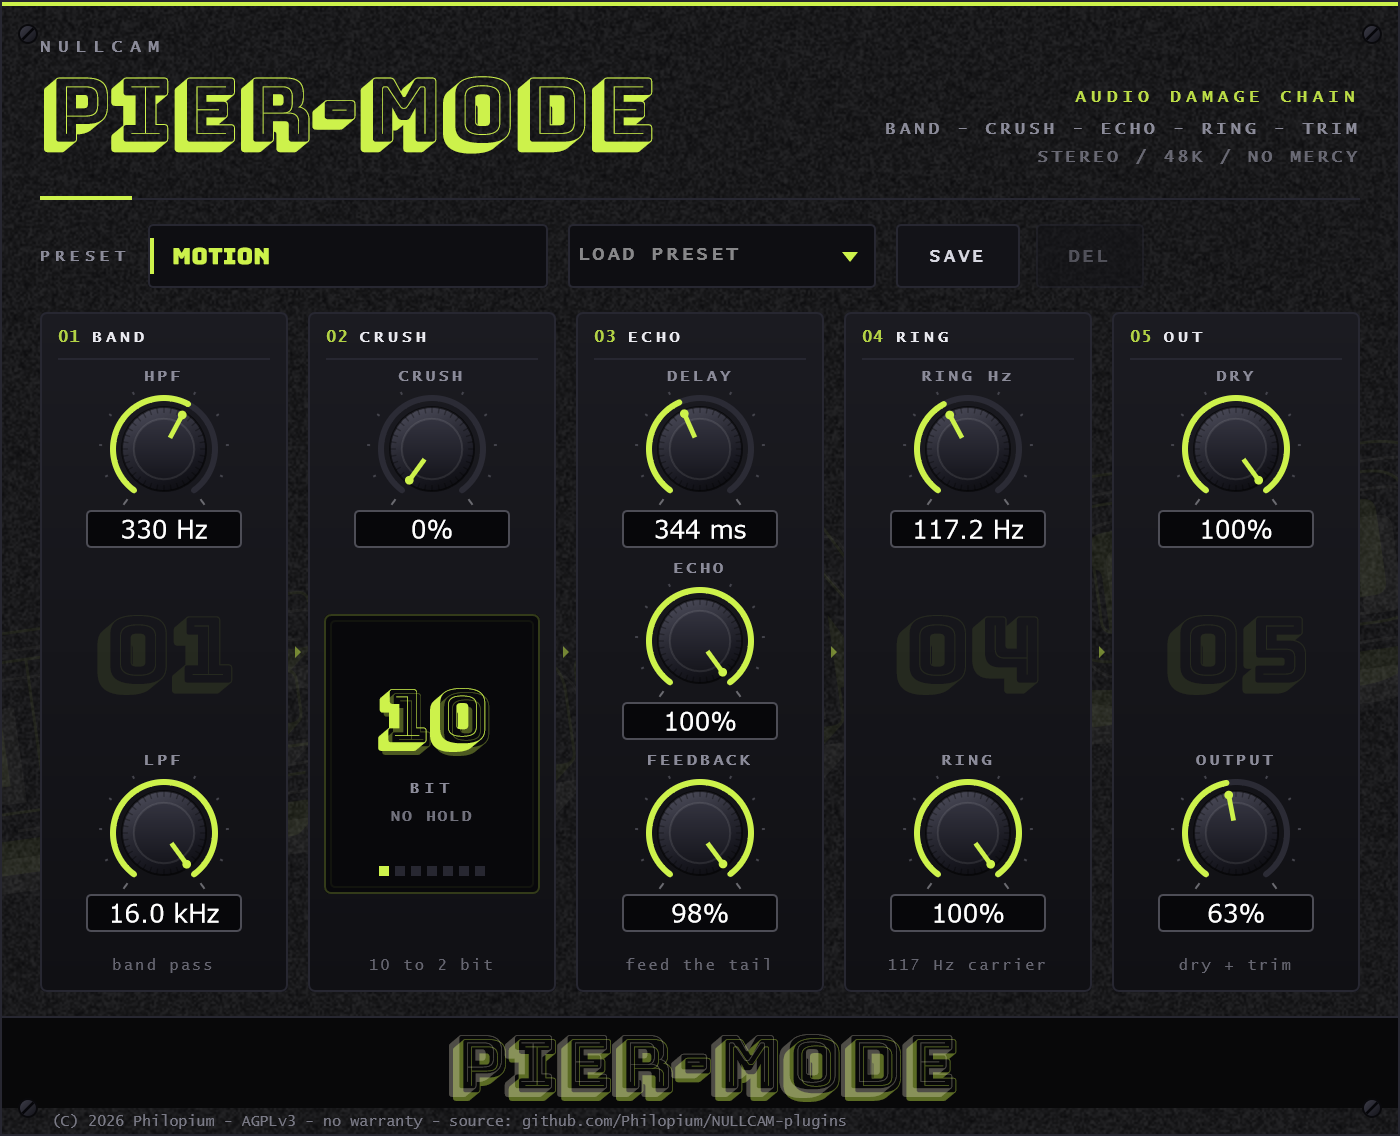 NULLCAM
PIER-MODE
AUDIO DAMAGE CHAIN
BAND - CRUSH - ECHO - RING - TRIM
STEREO / 48K / NO MERCY
PRESET
MOTION
LOAD PRESET
SAVE
DEL
01 BAND
HPF
330 Hz
01
LPF
16.0 kHz
band pass
02 CRUSH
CRUSH
0%
10
BIT
NO HOLD
10 to 2 bit
03 ECHO
DELAY
344 ms
ECHO
100%
FEEDBACK
98%
feed the tail
04 RING
RING Hz
117.2 Hz
04
RING
100%
117 Hz carrier
05 OUT
DRY
100%
05
OUTPUT
63%
dry + trim
PIER-MODE
(C) 2026 Philopium - AGPLv3 - no warranty - source: github.com/Philopium/NULLCAM-plugins